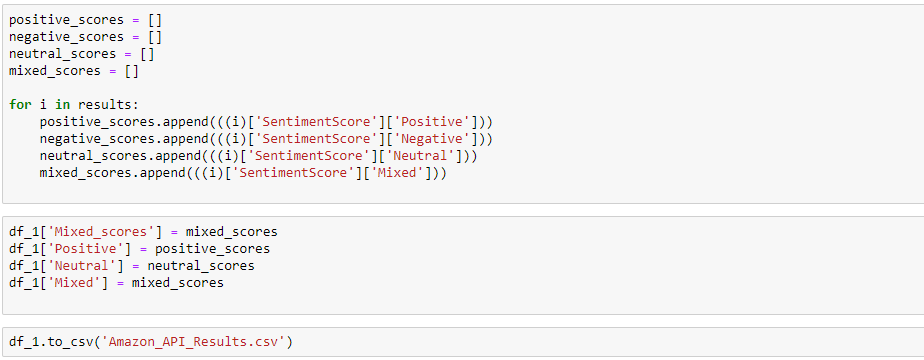 positive_scores = []
negative_scores = []
neutral_scores = []
mixed_scores = []
for i in results:
    positive_scores.append(((i)['SentimentScore']['Positive']))
    negative_scores.append(((i)['SentimentScore']['Negative']))
    neutral_scores.append(((i)['SentimentScore']['Neutral']))
    mixed_scores.append(((i)['SentimentScore']['Mixed']))
df_1['Mixed_scores'] = mixed_scores
df_1['Positive'] = positive_scores
df_1['Neutral'] = neutral_scores
df_1['Mixed'] = mixed_scores
df_1.to_csv('Amazon_API_Results.csv')